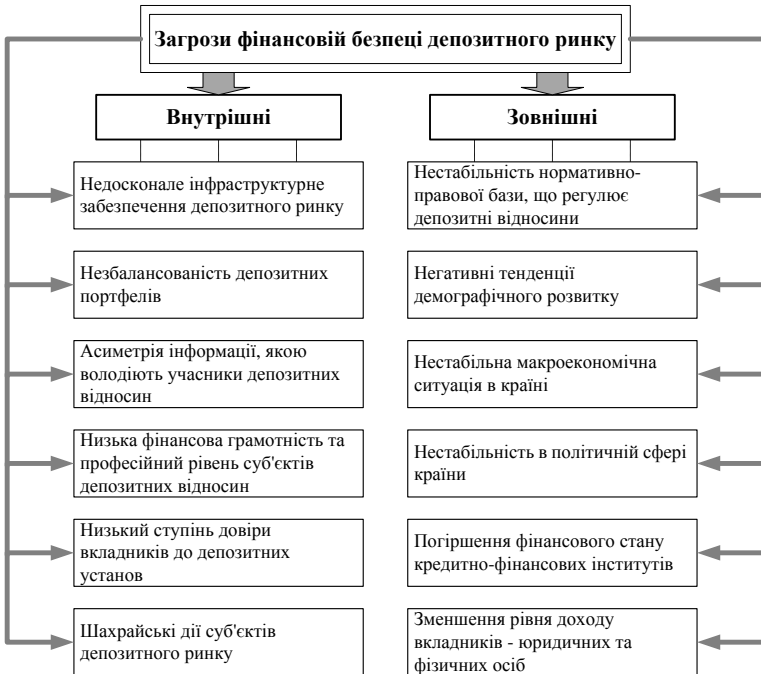 Загрози фінансовій безпеці депозитного ринку
Внутрішні
Недосконале інфраструктурне
забезпечення депозитного ринку
Незбалансованість депозитних
портфелів
Асиметрія інформації, якою
володіють учасники депозитних
відносин
Низька фінансова грамотність та
професійний рівень суб'єктів
депозитних відносин
Низький ступінь довіри
вкладників до депозитних
установ
Шахрайські дії суб'єктів
депозитного ринку
Зовнішні
Нестабільність нормативно-
правової бази, що регулює
депозитні відносини
Негативні тенденції
демографічного розвитку
Нестабільна макроекономічна
ситуація в країні
Нестабільність в політичній сфері
країни
Погіршення фінансового стану
кредитно-фінансових інститутів
Зменшення рівня доходу
вкладників - юридичних та
фізичних осіб